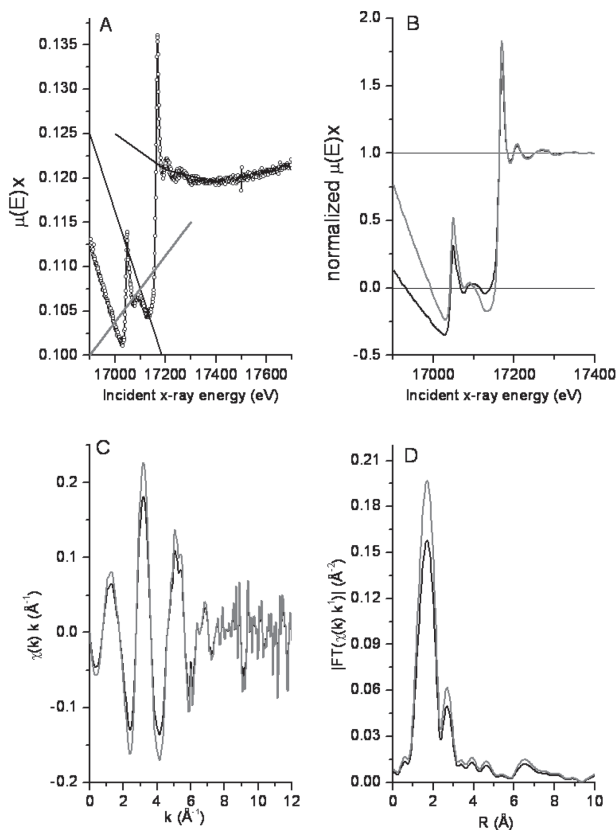 A
0.135
0.130
0.125
0.120
0.115
0.110
0.105
0.100
μ(E)x
17000 17200 17400 17600
Incident x-ray energy (eV)
B
2.0
1.5
1.0
0.5
0.0
-0.5
normalized μ(E)x
17000 17200 17400
Incident x-ray energy (eV)
C
0.2
0.1
0.0
-0.1
-0.2
χ(k) k (Å⁻¹)
0 2 4 6 8 10 12
k (Å⁻¹)
D
0.21
0.18
0.15
0.12
0.09
0.06
0.03
0.00
|FT(χ(k) k¹)| (Å⁻²)
0 2 4 6 8 10
R (Å)